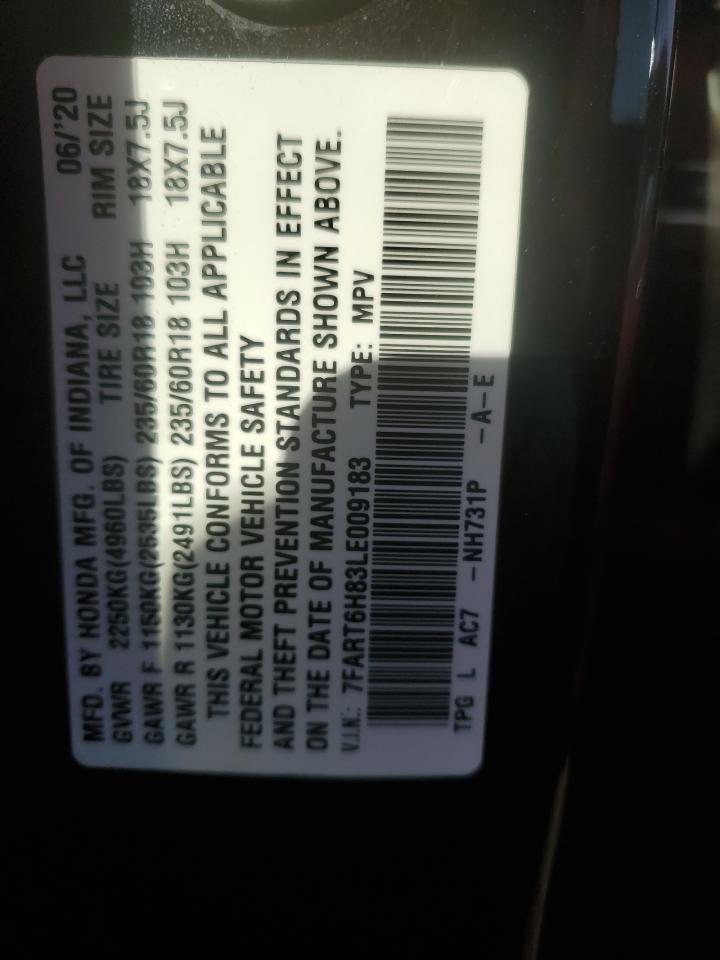 MFD. BY HONDA MFG. OF INDIANA, LLC 06/'20
GVWR 2250KG(4960LBS) TIRE SIZE RIM SIZE
GAWR F 1150KG(2535LBS) 235/60R18 103H 18X7.5J
GAWR R 1130KG(2491LBS) 235/60R18 103H 18X7.5J
THIS VEHICLE CONFORMS TO ALL APPLICABLE
FEDERAL MOTOR VEHICLE SAFETY
AND THEFT PREVENTION STANDARDS IN EFFECT
ON THE DATE OF MANUFACTURE SHOWN ABOVE.
V.I.N.: 7FART6H83LE009183 TYPE: MPV
TPG L AC7 -NH731P -A-E